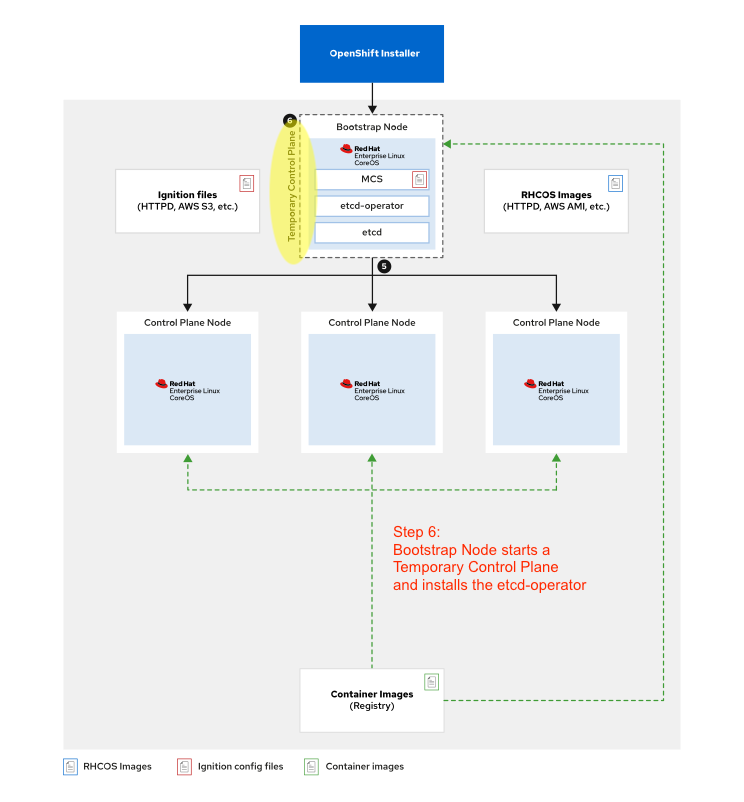 OpenShift Installer
6
Temporary Control Plane
Bootstrap Node
Red Hat
Enterprise Linux
CoreOS
MCS
etcd-operator
etcd
Ignition files
(HTTPD, AWS S3, etc.)
RHCOS Images
(HTTPD, AWS AMI, etc.)
5
Control Plane Node
Red Hat
Enterprise Linux
CoreOS
Control Plane Node
Red Hat
Enterprise Linux
CoreOS
Control Plane Node
Red Hat
Enterprise Linux
CoreOS
Step 6:
Bootstrap Node starts a
Temporary Control Plane
and installs the etcd-operator
Container Images
(Registry)
RHCOS Images
Ignition config files
Container images